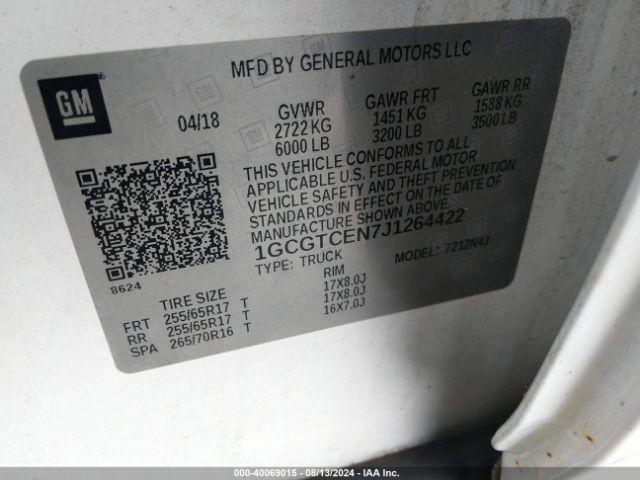 MFD BY GENERAL MOTORS LLC
GM
04/18
GVWR GAWR FRT GAWR RR
2722 KG 1451 KG 1588 KG
6000 LB 3200 LB 3500 LB
THIS VEHICLE CONFORMS TO ALL
APPLICABLE U.S. FEDERAL MOTOR
VEHICLE SAFETY AND THEFT PREVENTION
STANDARDS IN EFFECT ON THE DATE OF
MANUFACTURE SHOWN ABOVE.
1GCGTCEN7J1264422
TYPE: TRUCK MODEL: 7212N43
8624
TIRE SIZE RIM
FRT 255/65R17 T 17X8.0J
RR 255/65R17 T 17X8.0J
SPA 265/70R16 T 16X7.0J
000-40069015 - 08/13/2024 - IAA Inc.